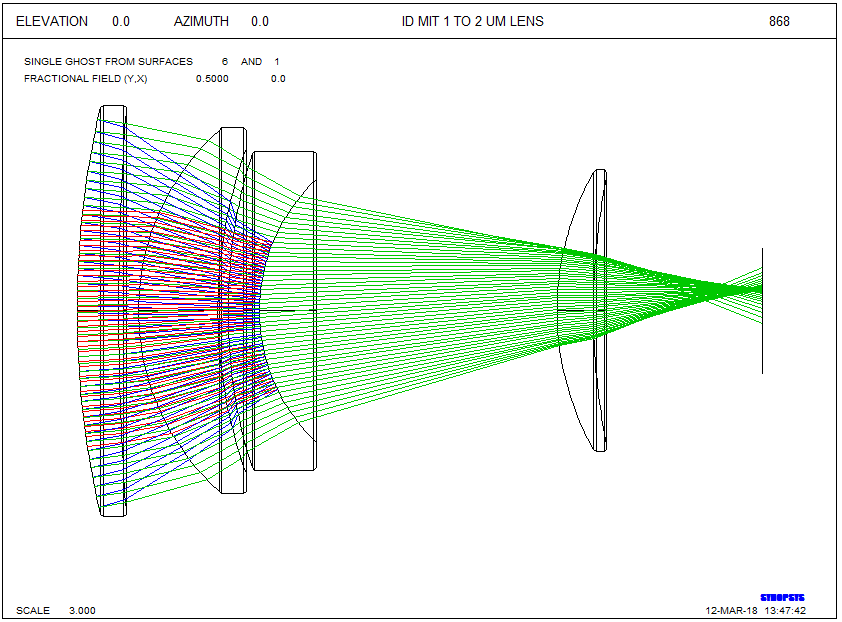 ELEVATION 0.0 AZIMUTH 0.0 ID MIT 1 TO 2 UM LENS 868
SINGLE GHOST FROM SURFACES 6 AND 1
FRACTIONAL FIELD (Y,X) 0.5000 0.0
SYNOPSYS
SCALE 3.000 12-MAR-18 13:47:42